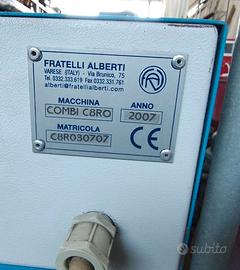 FRATELLI ALBERTI
VARESE (ITALY) - Via Brunico, 75
Tel. 0332.333.619 Fax 0332.331.761
alberti@fratellialberti.com
MACCHINA ANNO
COMBI C8RO 2007
MATRICOLA
C8R030707 CE
subito